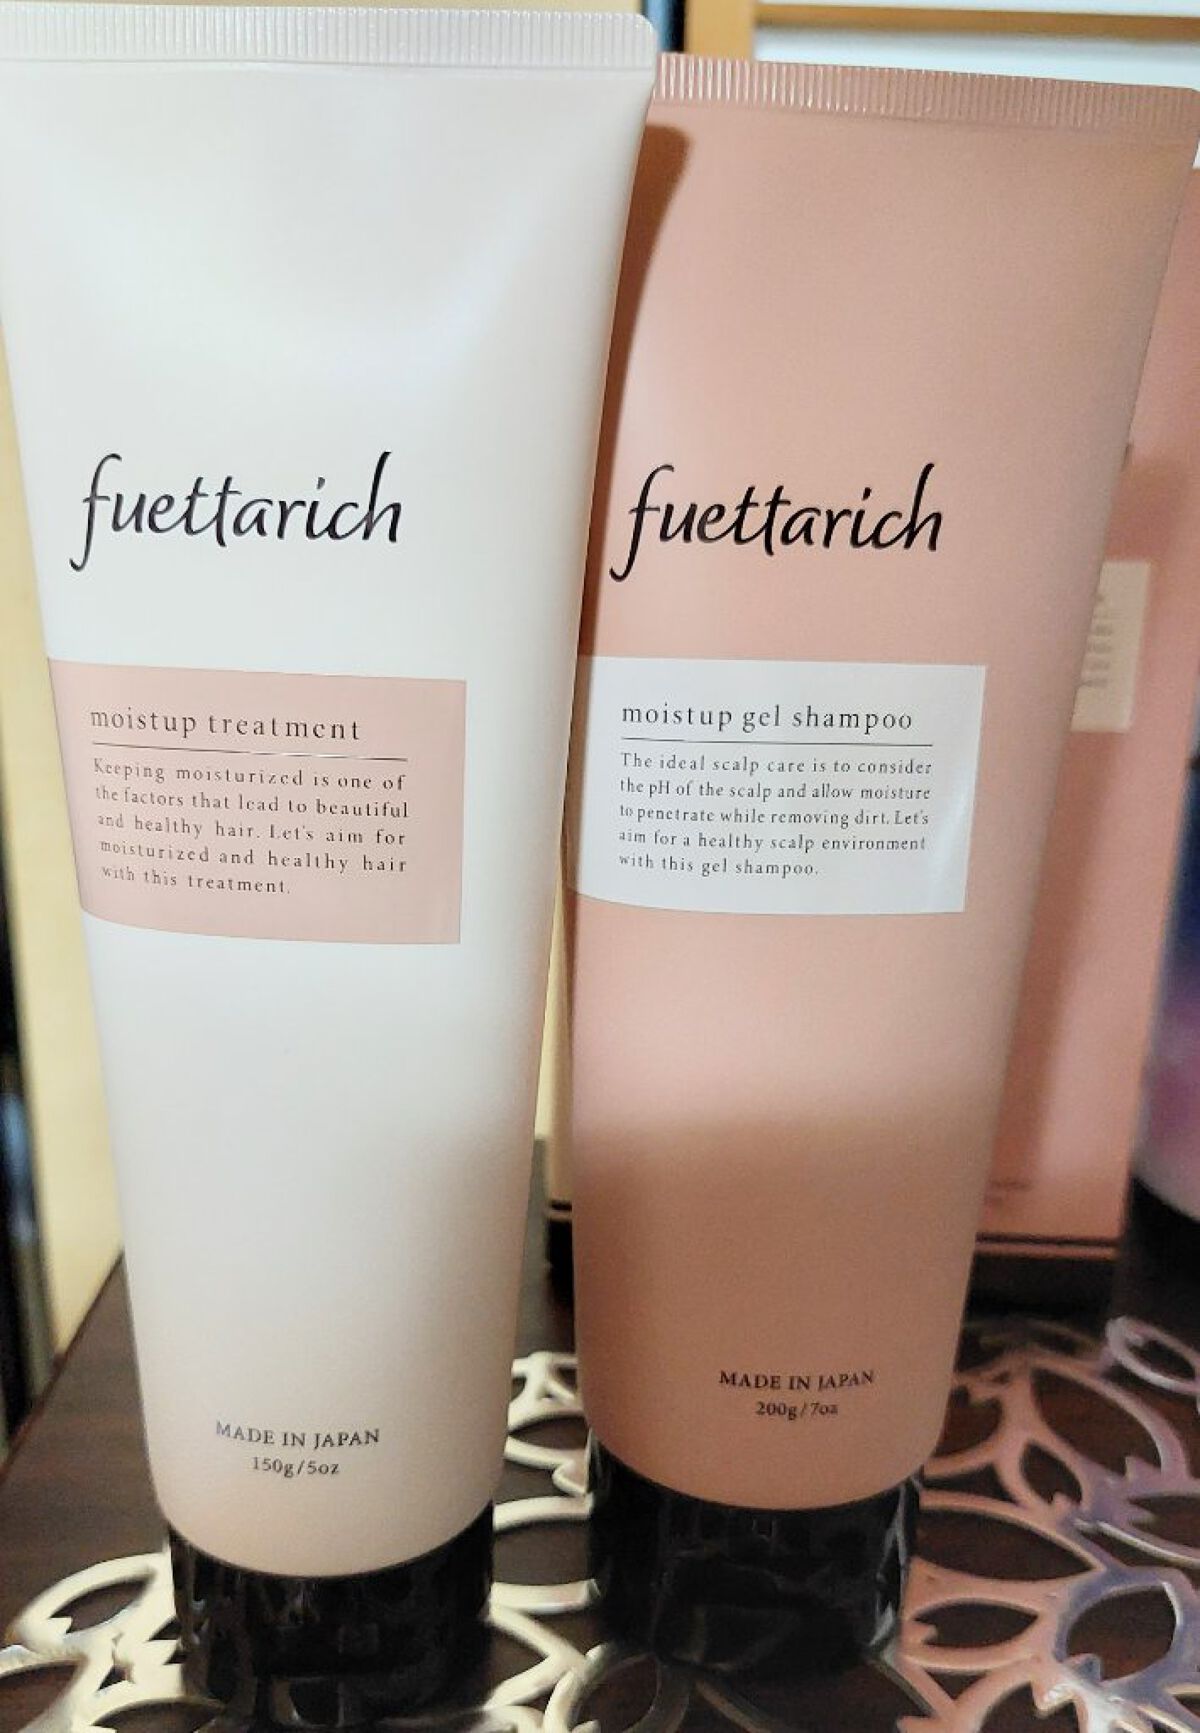 fuettarich
moistup treatment
Keeping moisturized is one of
the factors that lead to beautiful
and healthy hair. Let's aim for
moisturized and healthy hair
with this treatment.
MADE IN JAPAN
150g/5oz
fuettarich
moistup gel shampoo
The ideal scalp care is to consider
the pH of the scalp and allow moisture
to penetrate while removing dirt. Let's
aim for a healthy scalp environment
with this gel shampoo.
MADE IN JAPAN
200g/7oz